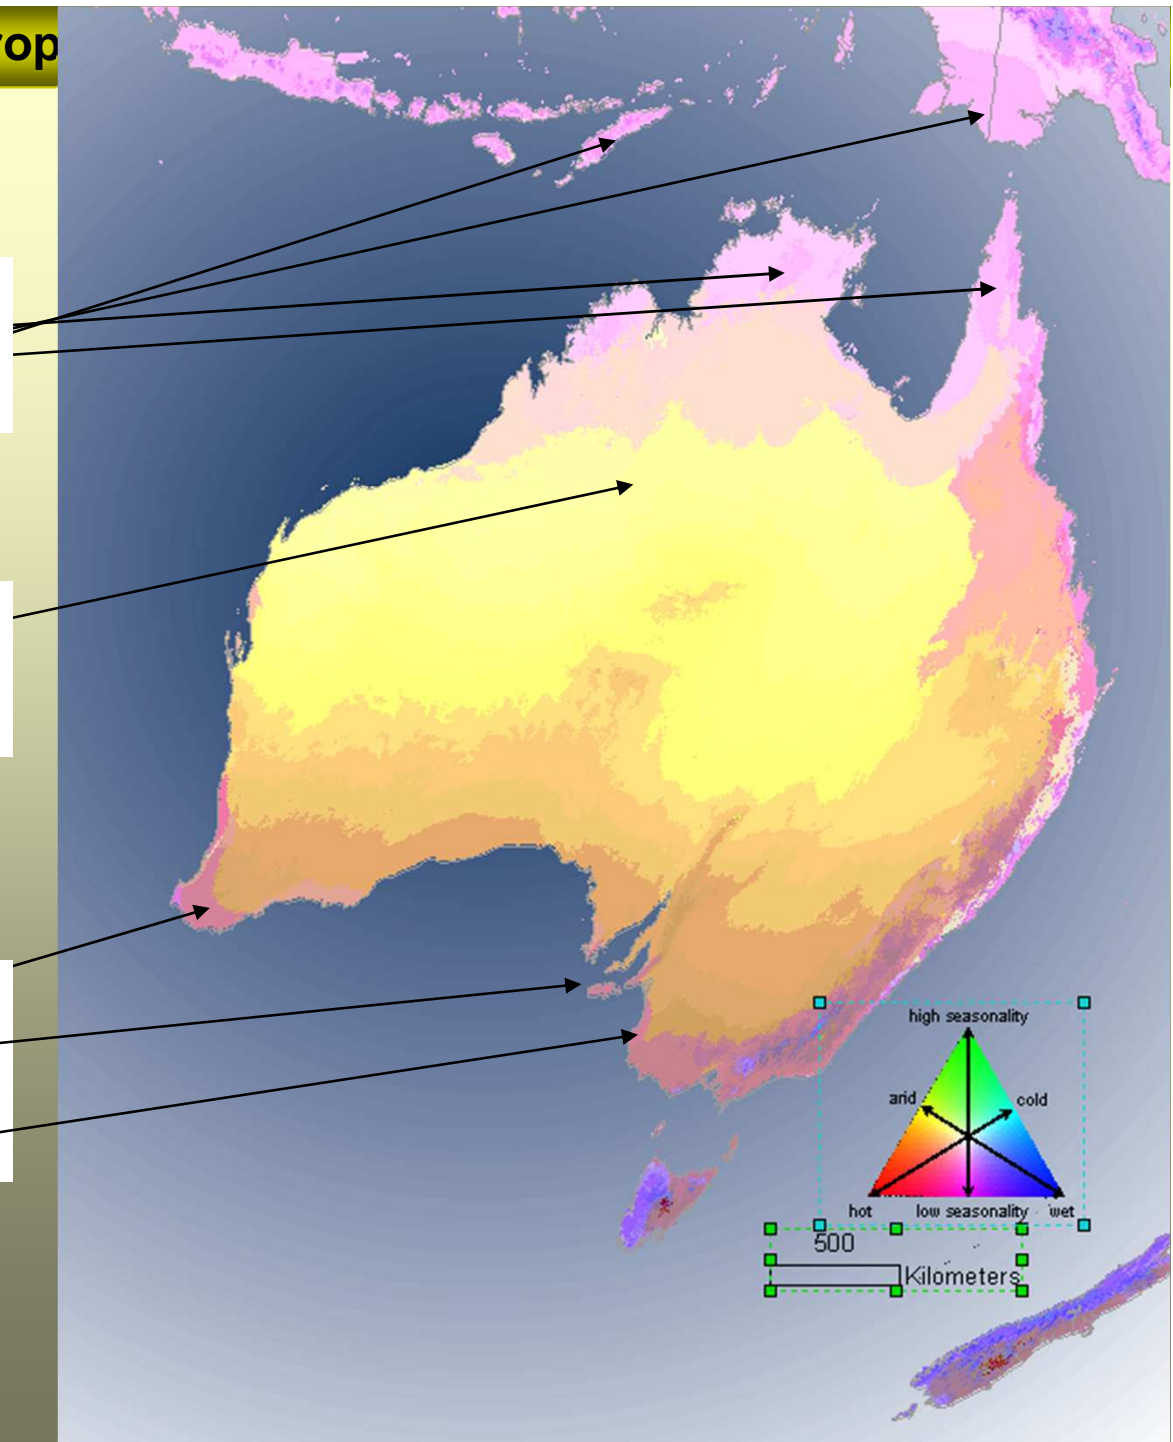 rop
high seasonality
arid
cold
hot
low seasonality
wet
500
Kilometers